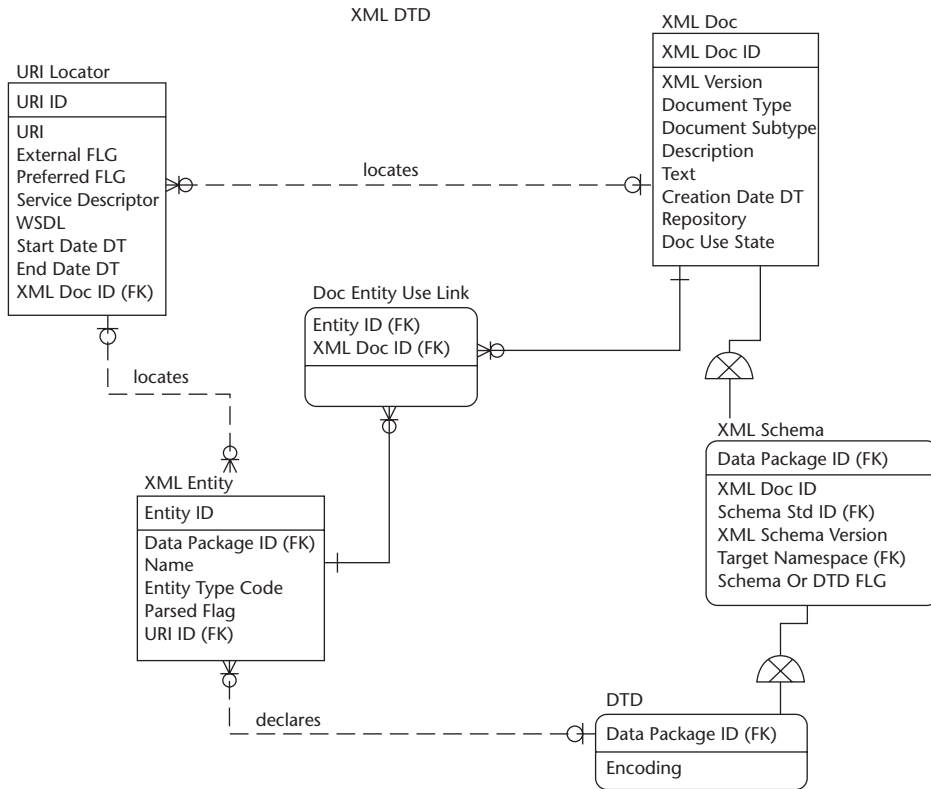 XML DTD
XML Doc
XML Doc ID
XML Version
Document Type
Document Subtype
Description
Text
Creation Date DT
Repository
Doc Use State
URI Locator
URI ID
URI
External FLG
Preferred FLG
Service Descriptor
WSDL
Start Date DT
End Date DT
XML Doc ID (FK)
locates
Doc Entity Use Link
Entity ID (FK)
XML Doc ID (FK)
locates
XML Entity
Entity ID
Data Package ID (FK)
Name
Entity Type Code
Parsed Flag
URI ID (FK)
XML Schema
Data Package ID (FK)
XML Doc ID
Schema Std ID (FK)
XML Schema Version
Target Namespace (FK)
Schema Or DTD FLG
declares
DTD
Data Package ID (FK)
Encoding